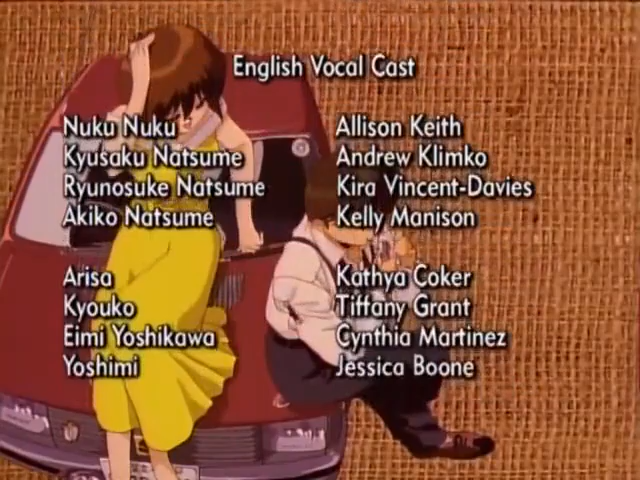 English Vocal Cast
Nuku Nuku Allison Keith
Kyusaku Natsume Andrew Klimko
Ryunosuke Natsume Kira Vincent-Davies
Akiko Natsume Kelly Manison
Arisa Kathya Coker
Kyouko Tiffany Grant
Eimi Yoshikawa Cynthia Martinez
Yoshimi Jessica Boone